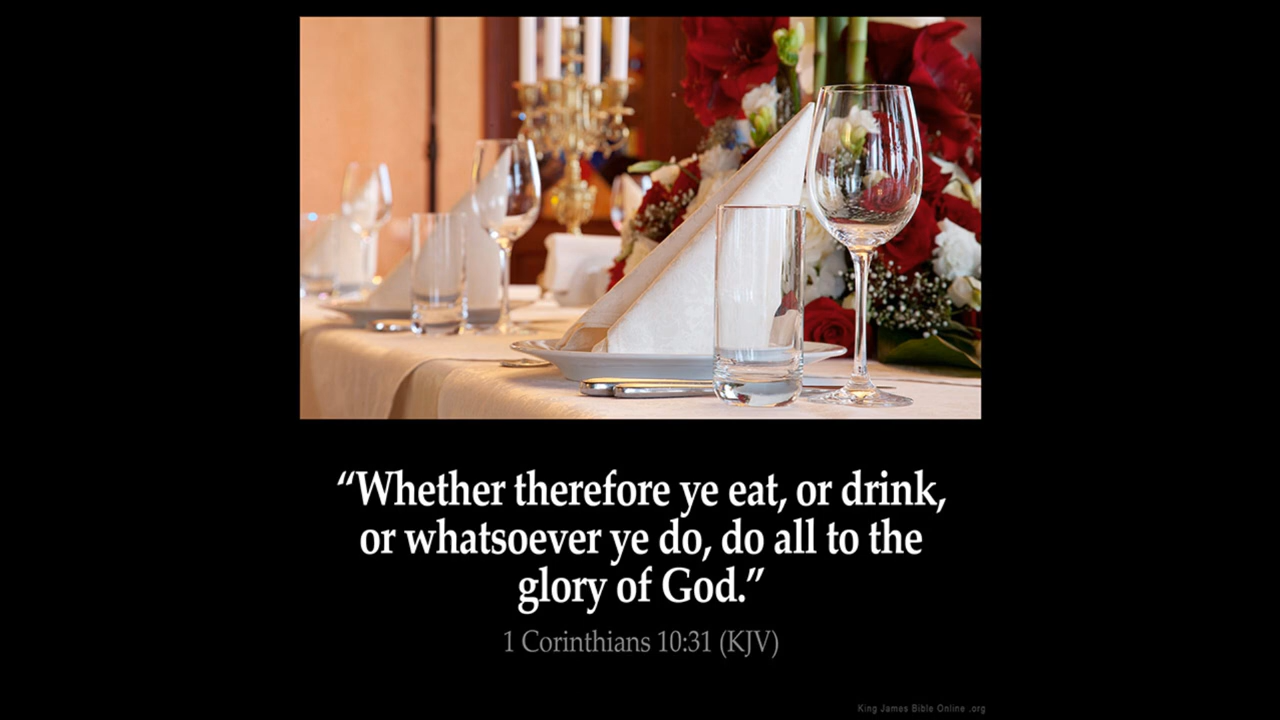 “Whether therefore ye eat, or drink,
or whatsoever ye do, do all to the
glory of God.”
1 Corinthians 10:31 (KJV)
King James Bible Online .org